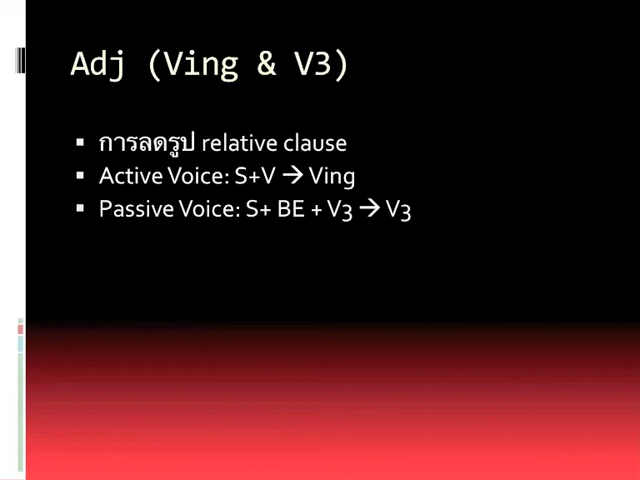 Adj (Ving & V3)
▪ การลดรูป relative clause
▪ Active Voice: S+V → Ving
▪ Passive Voice: S+ BE + V3 → V3